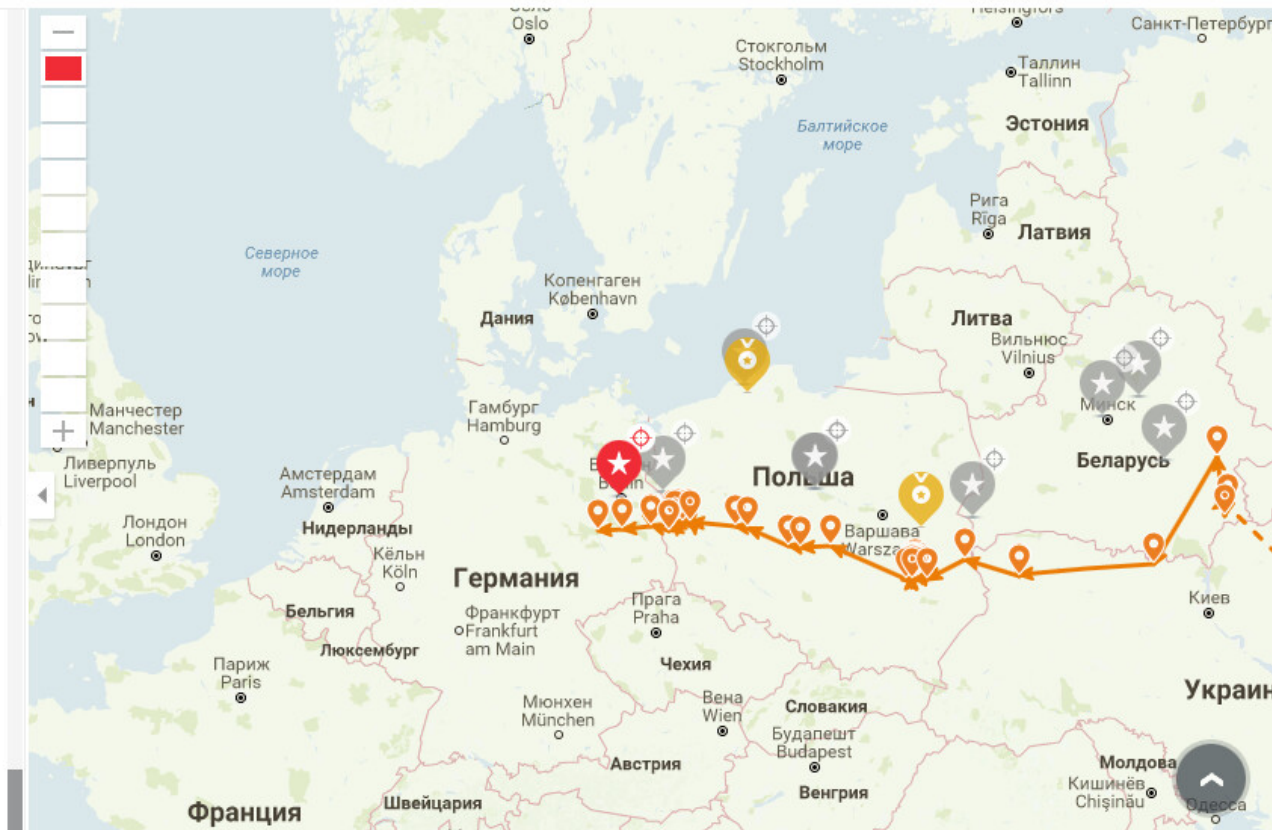 Oslo
Санкт-Петербург
Стокгольм
Stockholm
Таллин
Tallinn
Балтийское
море
Эстония
Рига
Rīga
Латвия
Северное
море
Копенгаген
København
Дания
Литва
Вильнюс
Vilnius
Манчестер
Manchester
Гамбург
Hamburg
Минск
Ливерпуль
Liverpool
Амстердам
Amsterdam
Польша
Беларусь
Лондон
London
Нидерланды
Варшава
Кёльн
Köln
Германия
Киев
Бельгия
Франкфурт
Frankfurt
am Main
Прага
Praha
Люксембург
Чехия
Париж
Paris
Мюнхен
München
Вена
Wien
Словакия
Украин
Будапешт
Budapest
Австрия
Молдова
Венгрия
Кишинёв
Chișinău
Франция
Швейцария
Одесса